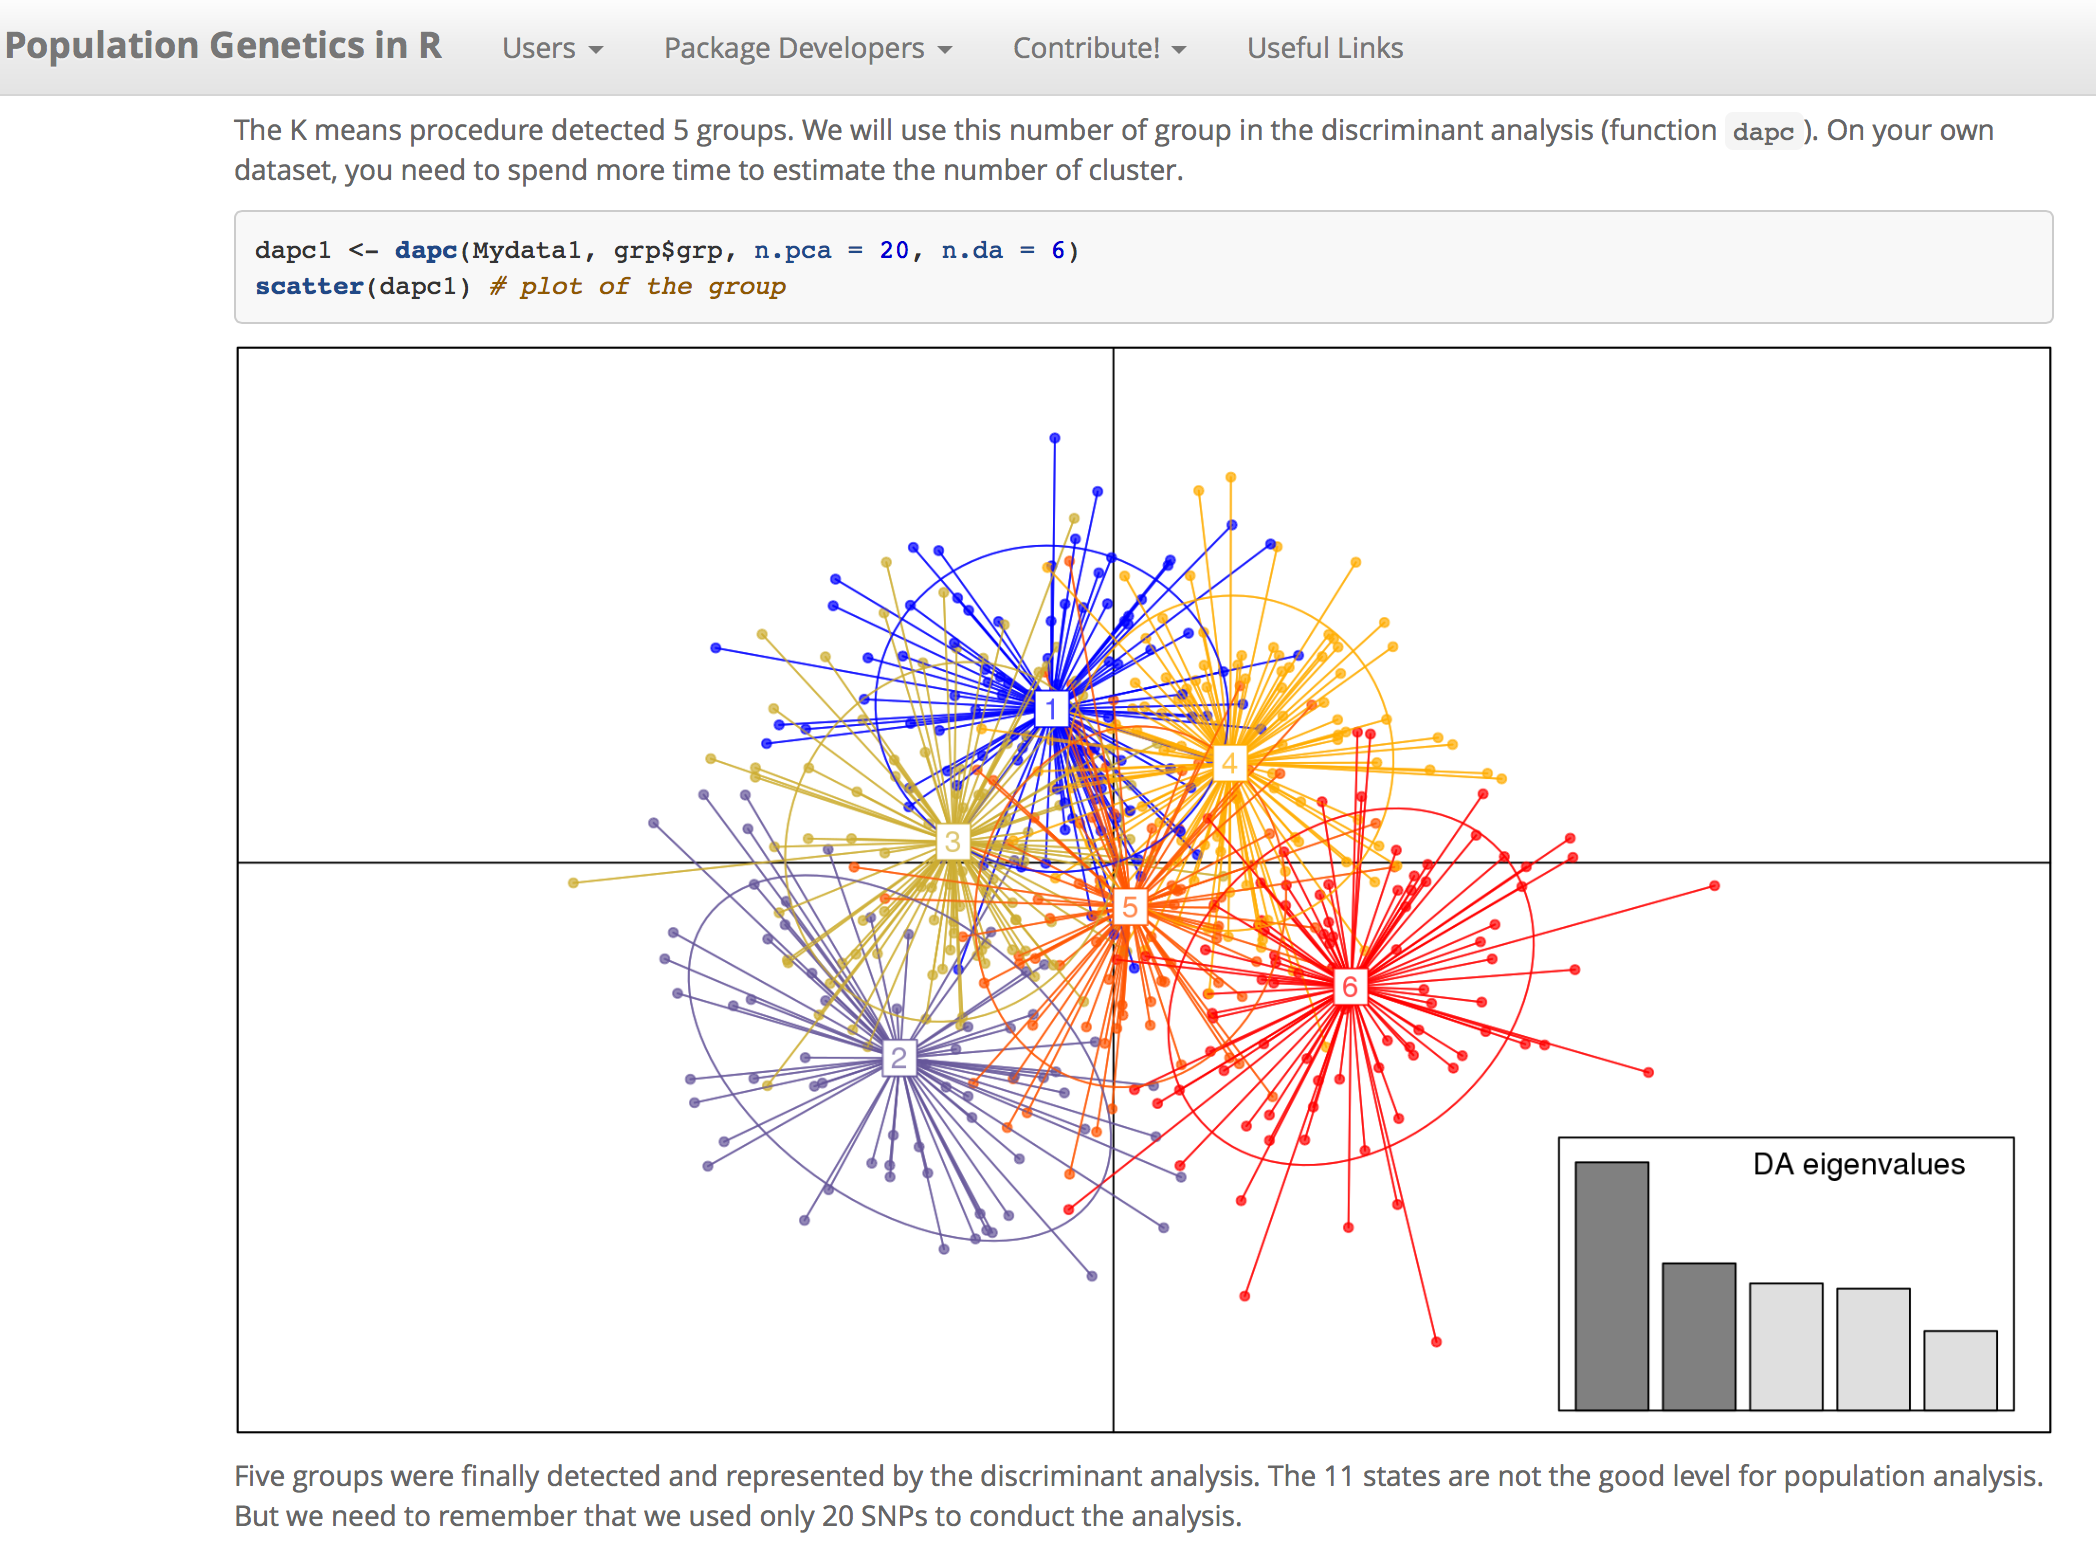 Population Genetics in R Users Package Developers Contribute! Useful Links
The K means procedure detected 5 groups. We will use this number of group in the discriminant analysis (function dapc ). On your own
dataset, you need to spend more time to estimate the number of cluster.
dapc1 <- dapc(Mydata1, grp$grp, n.pca = 20, n.da = 6)
scatter(dapc1) # plot of the group
1
4
3
5
6
2
DA eigenvalues
Five groups were finally detected and represented by the discriminant analysis. The 11 states are not the good level for population analysis.
But we need to remember that we used only 20 SNPs to conduct the analysis.